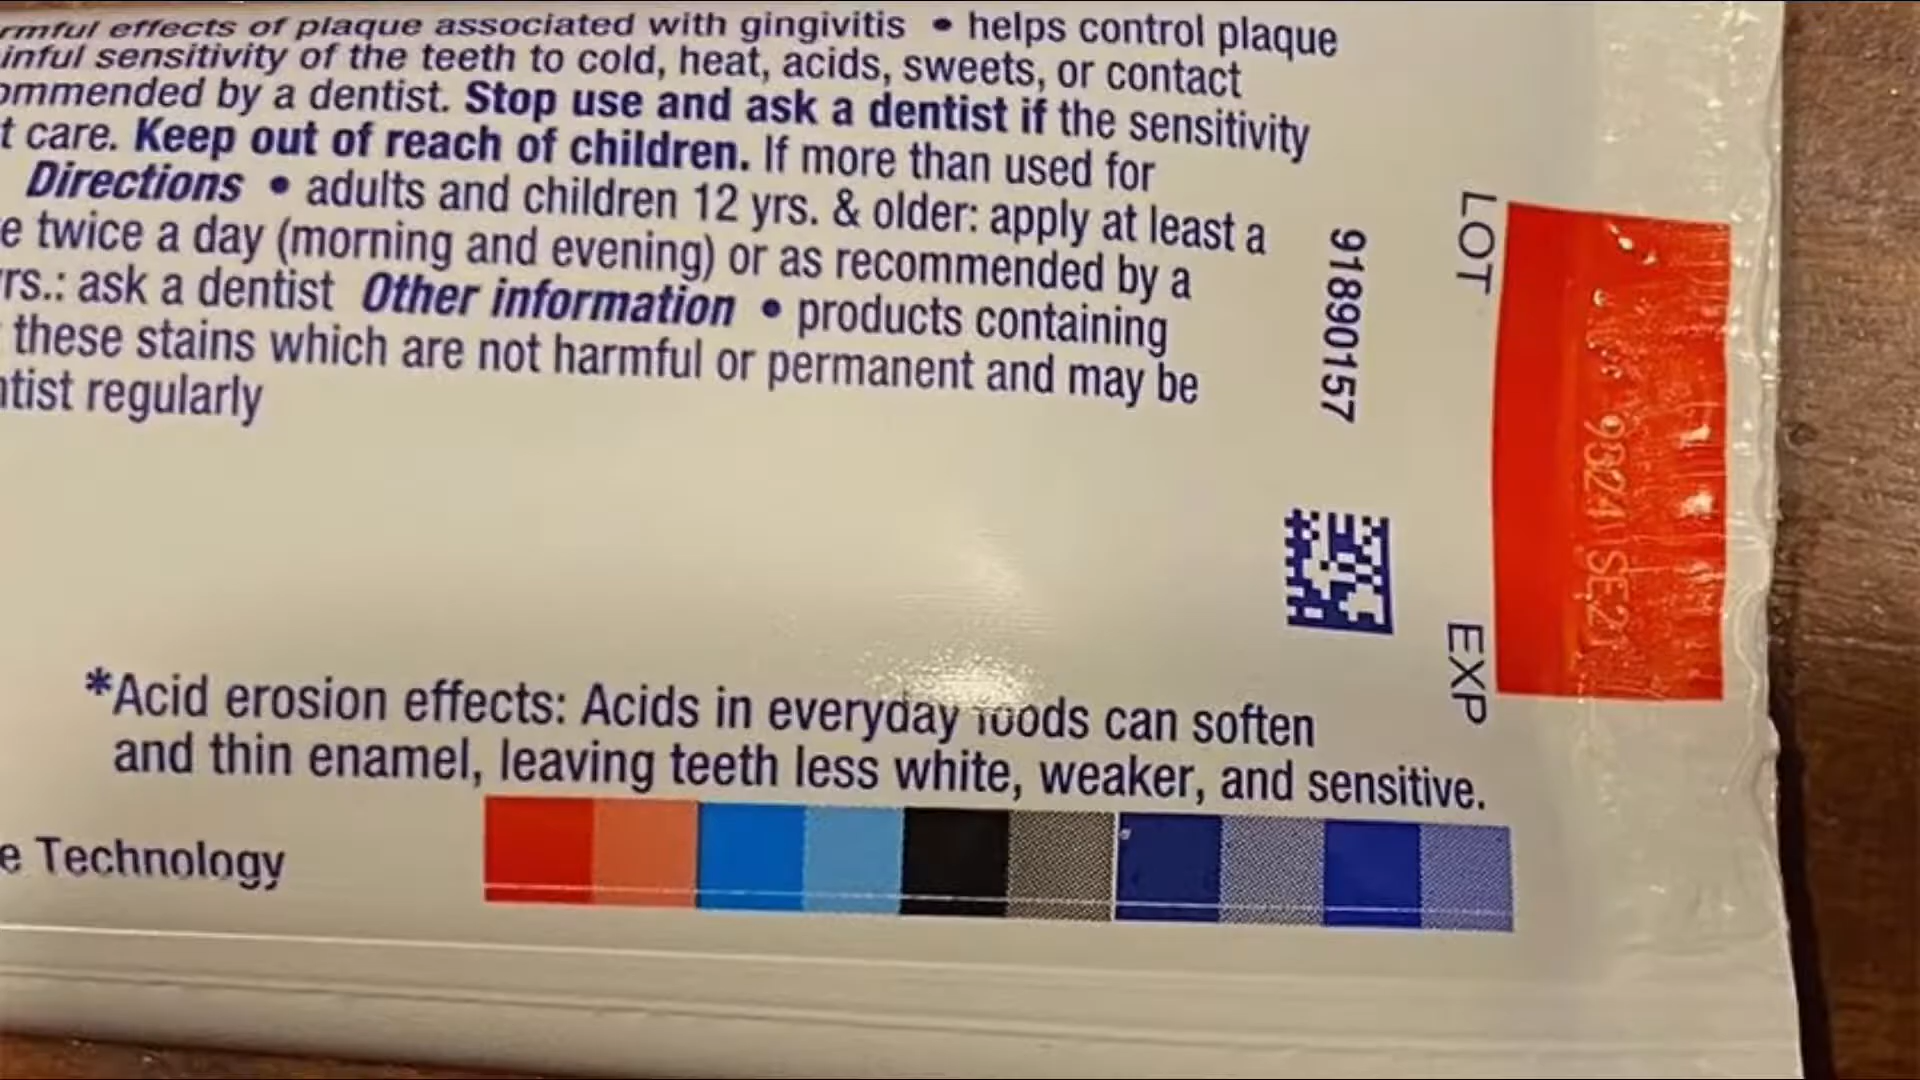 rmful effects of plaque associated with gingivitis • helps control plaque
inful sensitivity of the teeth to cold, heat, acids, sweets, or contact
ommended by a dentist. Stop use and ask a dentist if the sensitivity
t care. Keep out of reach of children. If more than used for
Directions • adults and children 12 yrs. & older: apply at least a
e twice a day (morning and evening) or as recommended by a
rs.: ask a dentist Other information • products containing
these stains which are not harmful or permanent and may be
ntist regularly
91890157
LOT
EXP
*Acid erosion effects: Acids in everyday foods can soften
and thin enamel, leaving teeth less white, weaker, and sensitive.
e Technology